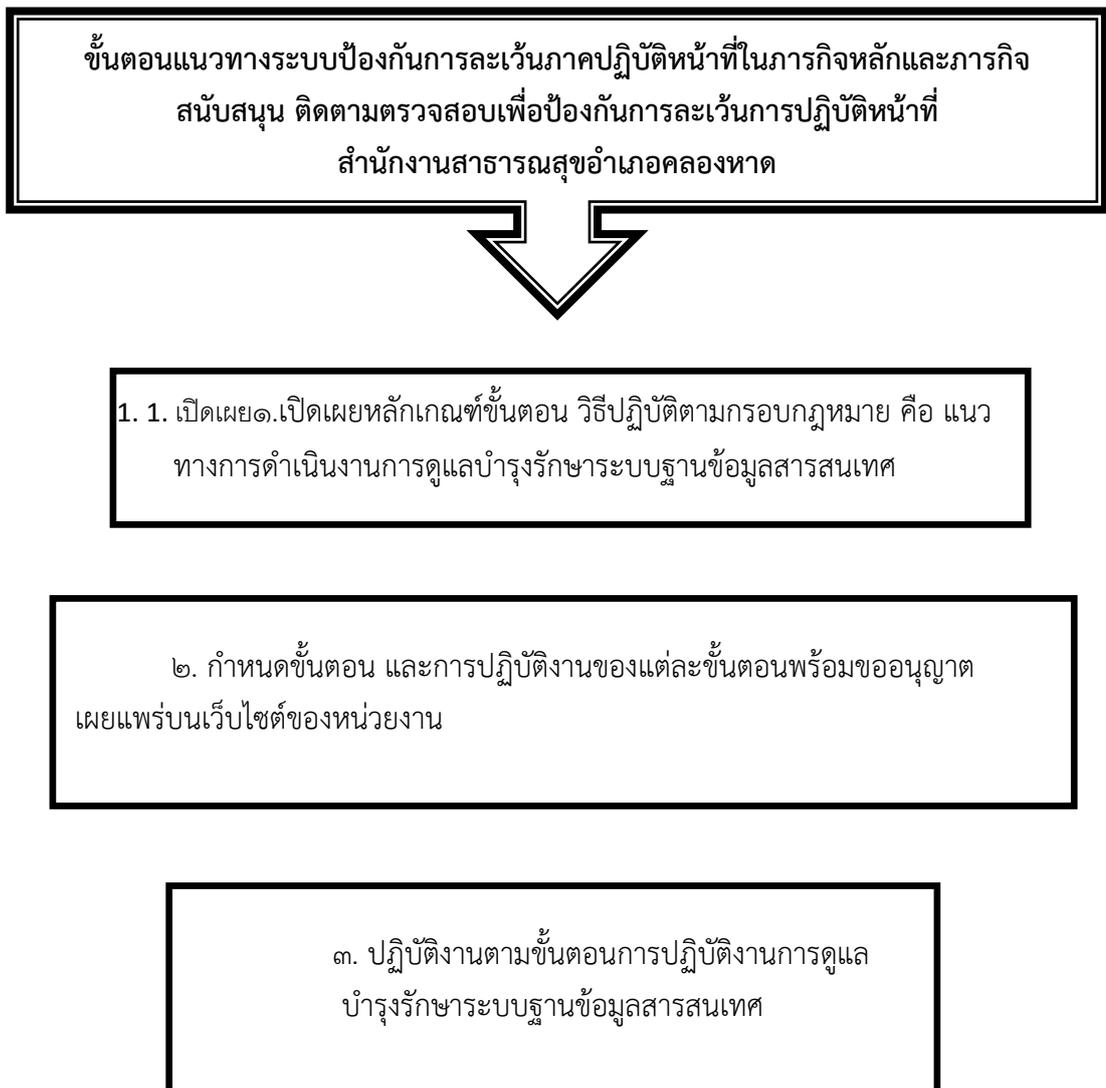 ขั้นตอนแนวทางระบบป้องกันการละเว้นภาคปฏิบัติหน้าที่ในภารกิจหลักและภารกิจ
สนับสนุน ติดตามตรวจสอบเพื่อป้องกันการละเว้นการปฏิบัติหน้าที่
สำนักงานสาธารณสุขอำเภอคลองหาด
1. 1. เปิดเผย๑.เปิดเผยหลักเกณฑ์ขั้นตอน วิธีปฏิบัติตามกรอบกฎหมาย คือ แนว
ทางการดำเนินงานการดูแลบำรุงรักษาระบบฐานข้อมูลสารสนเทศ
๒. กำหนดขั้นตอน และการปฏิบัติงานของแต่ละขั้นตอนพร้อมขออนุญาต
เผยแพร่บนเว็บไซต์ของหน่วยงาน
๓. ปฏิบัติงานตามขั้นตอนการปฏิบัติงานการดูแล
บำรุงรักษาระบบฐานข้อมูลสารสนเทศ